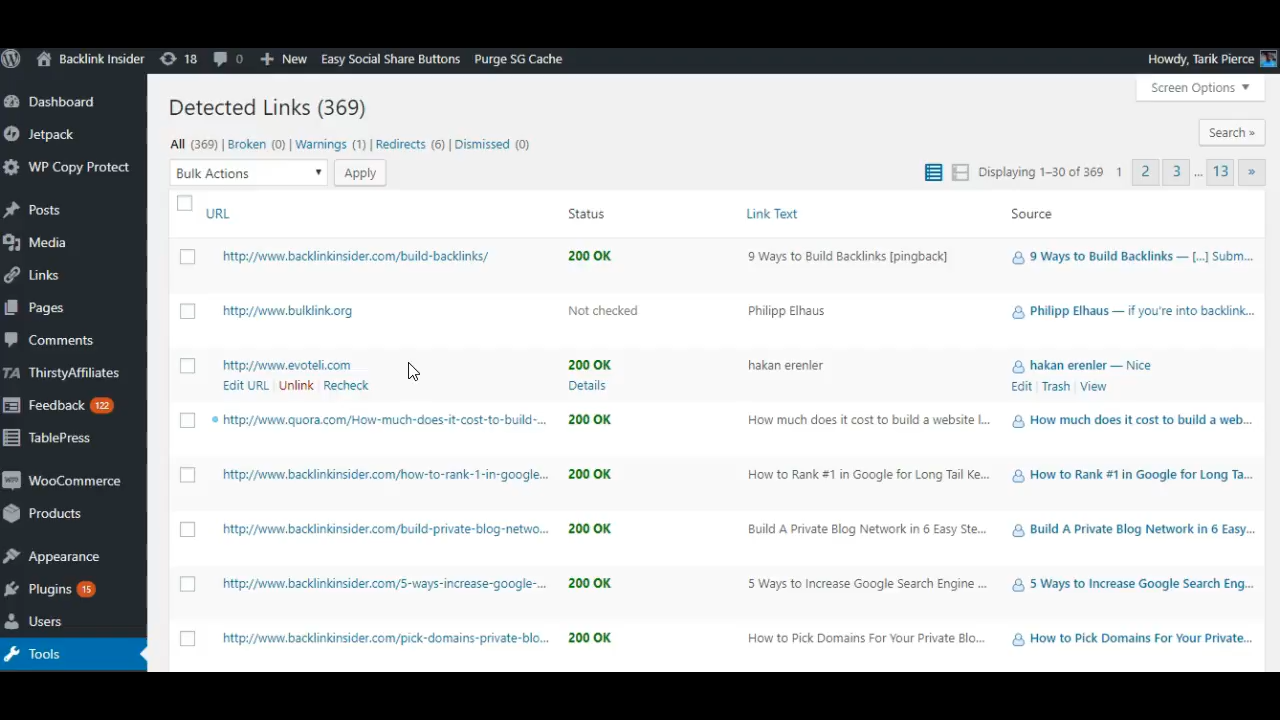 Backlink Insider 18 0 New Easy Social Share Buttons Purge SG Cache Howdy, Tarik Pierce
Dashboard
Jetpack
WP Copy Protect
Posts
Media
Links
Pages
Comments
TA ThirstyAffiliates
Feedback 122
TablePress
Woo WooCommerce
Products
Appearance
Plugins 15
Users
Tools
Screen Options ▼
Detected Links (369)
Search »
All (369) | Broken (0) | Warnings (1) | Redirects (6) | Dismissed (0)
Bulk Actions ▼ Apply Displaying 1–30 of 369 1 2 3 ... 13 »
URL Status Link Text Source
http://www.backlinkinsider.com/build-backlinks/ 200 OK 9 Ways to Build Backlinks [pingback] 9 Ways to Build Backlinks — [...] Subm...
http://www.bulklink.org Not checked Philipp Elhaus Philipp Elhaus — if you're into backlink...
http://www.evoteli.com 200 OK hakan erenler hakan erenler — Nice
Edit URL | Unlink | Recheck Details Edit | Trash | View
http://www.quora.com/How-much-does-it-cost-to-build-... 200 OK How much does it cost to build a website l... How much does it cost to build a web...
http://www.backlinkinsider.com/how-to-rank-1-in-google... 200 OK How to Rank #1 in Google for Long Tail Ke... How to Rank #1 in Google for Long Ta...
http://www.backlinkinsider.com/build-private-blog-netwo... 200 OK Build A Private Blog Network in 6 Easy Ste... Build A Private Blog Network in 6 Easy...
http://www.backlinkinsider.com/5-ways-increase-google-... 200 OK 5 Ways to Increase Google Search Engine ... 5 Ways to Increase Google Search Eng...
http://www.backlinkinsider.com/pick-domains-private-blo... 200 OK How to Pick Domains For Your Private Blo... How to Pick Domains For Your Private...